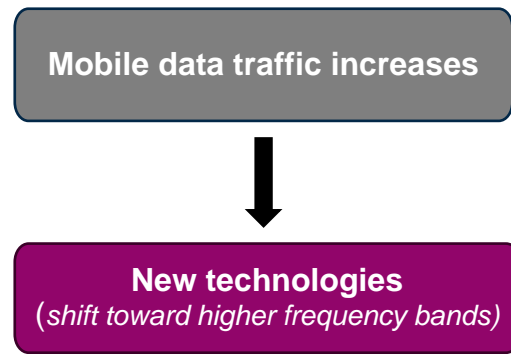 Mobile data traffic increases
New technologies
(shift toward higher frequency bands)